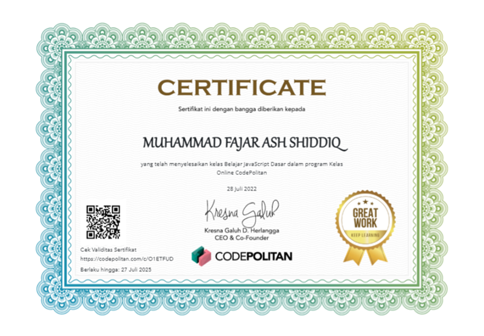 CERTIFICATE
Sertifikat ini dengan bangga diberikan kepada
MUHAMMAD FAJAR ASH SHIDDIQ
yang telah menyelesaikan kelas Belajar JavaScript Dasar dalam program Kelas
Online CodePolitan
28 Juli 2022
Kresna Galuh
Kresna Galuh D. Herlangga
CEO & Co-Founder
CODEPOLITAN
GREAT
WORK
KEEP LEARNING
Cek Validitas Sertifikat
https://codepolitan.com/c/O1ETFUD
Berlaku hingga: 27 Juli 2025